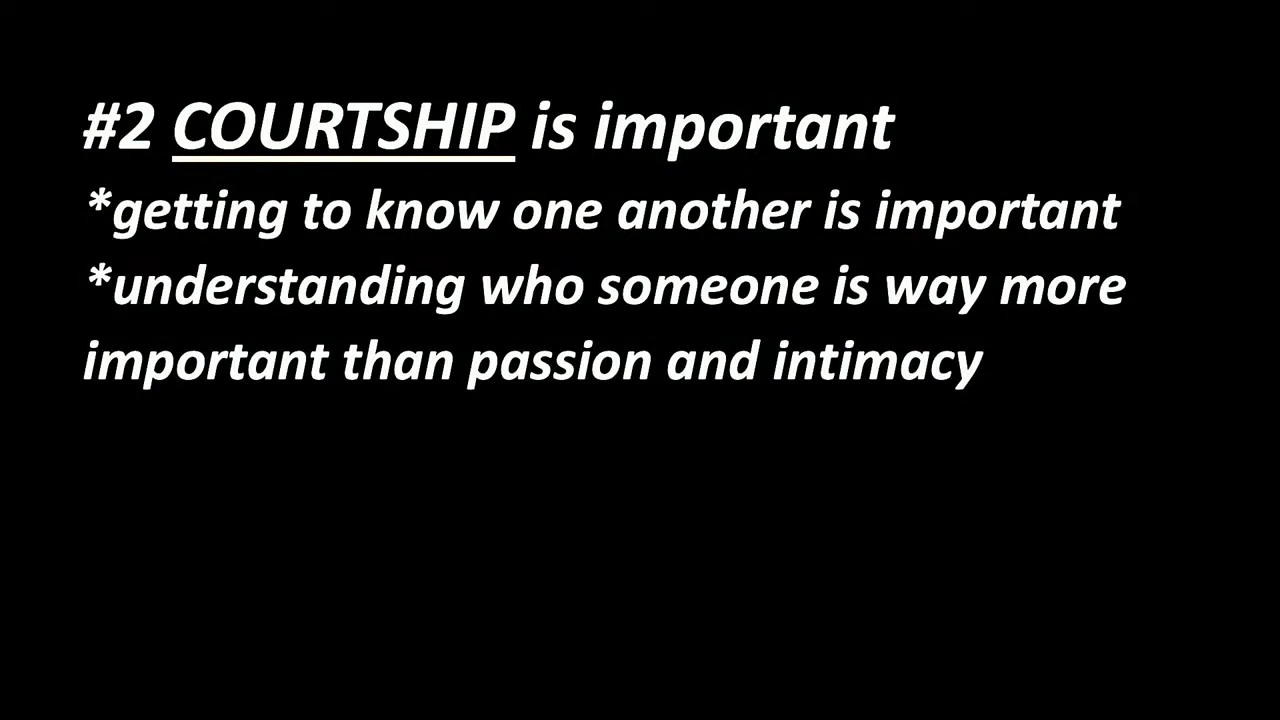 #2 COURTSHIP is important
*getting to know one another is important
*understanding who someone is way more
important than passion and intimacy